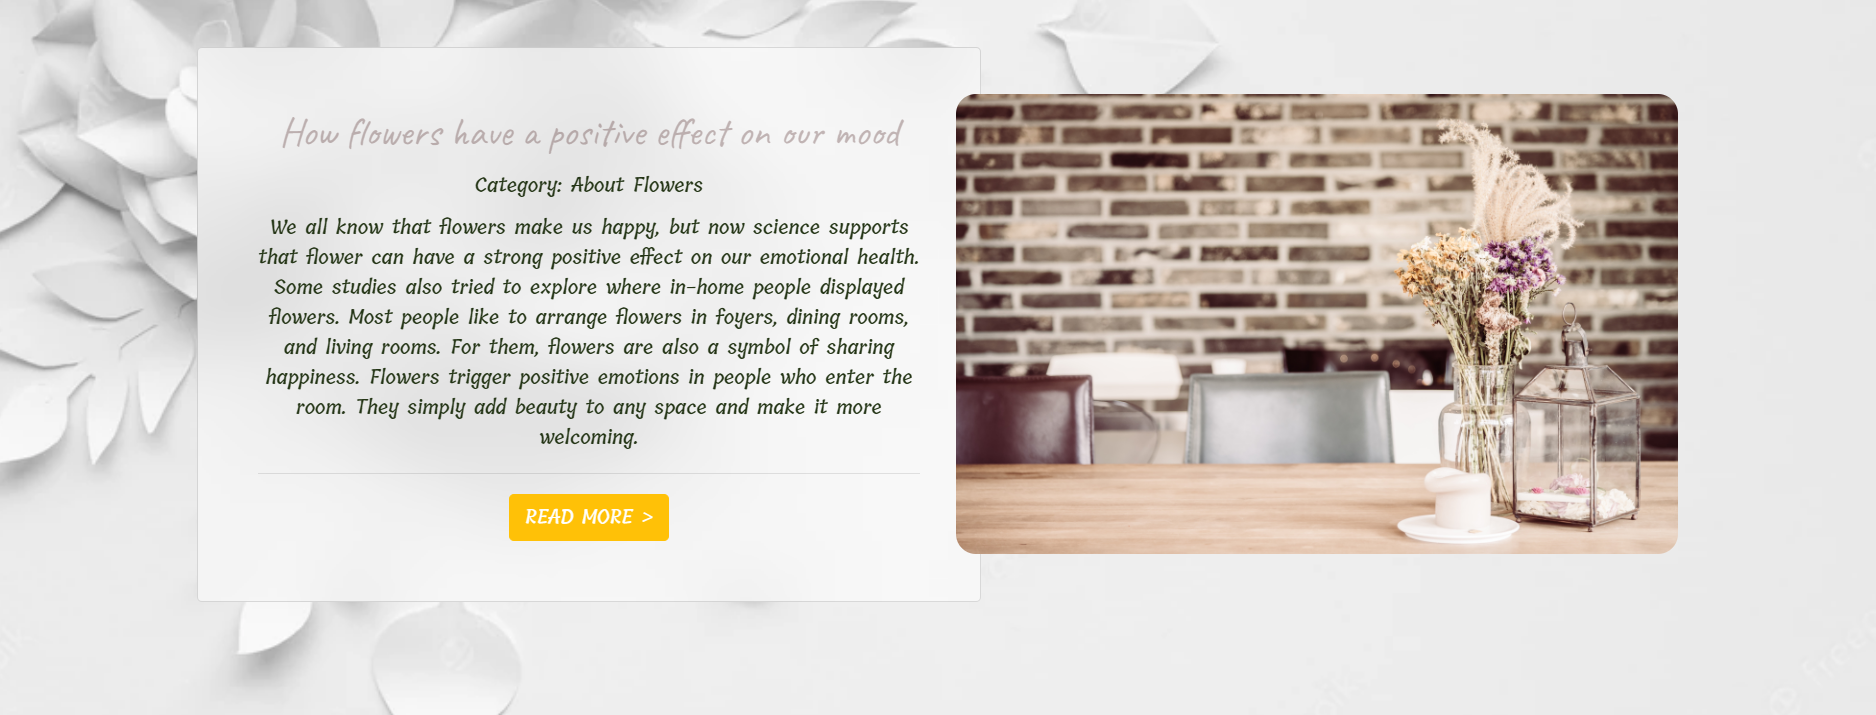 How flowers have a positive effect on our mood
Category: About Flowers
We all know that flowers make us happy, but now science supports
that flower can have a strong positive effect on our emotional health.
Some studies also tried to explore where in-home people displayed
flowers. Most people like to arrange flowers in foyers, dining rooms,
and living rooms. For them, flowers are also a symbol of sharing
happiness. Flowers trigger positive emotions in people who enter the
room. They simply add beauty to any space and make it more
welcoming.
READ MORE >